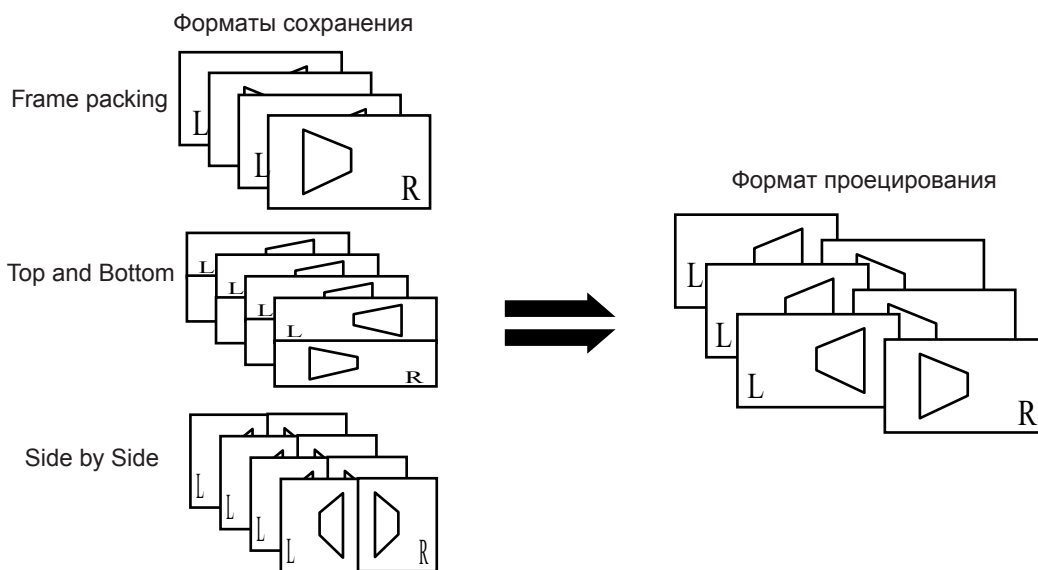 Форматы сохранения
Frame packing
L
L
R
Top and Bottom
L
L
L
L
R
Side by Side
L
L
L
L
R
Формат проецирования
L
L
L
R